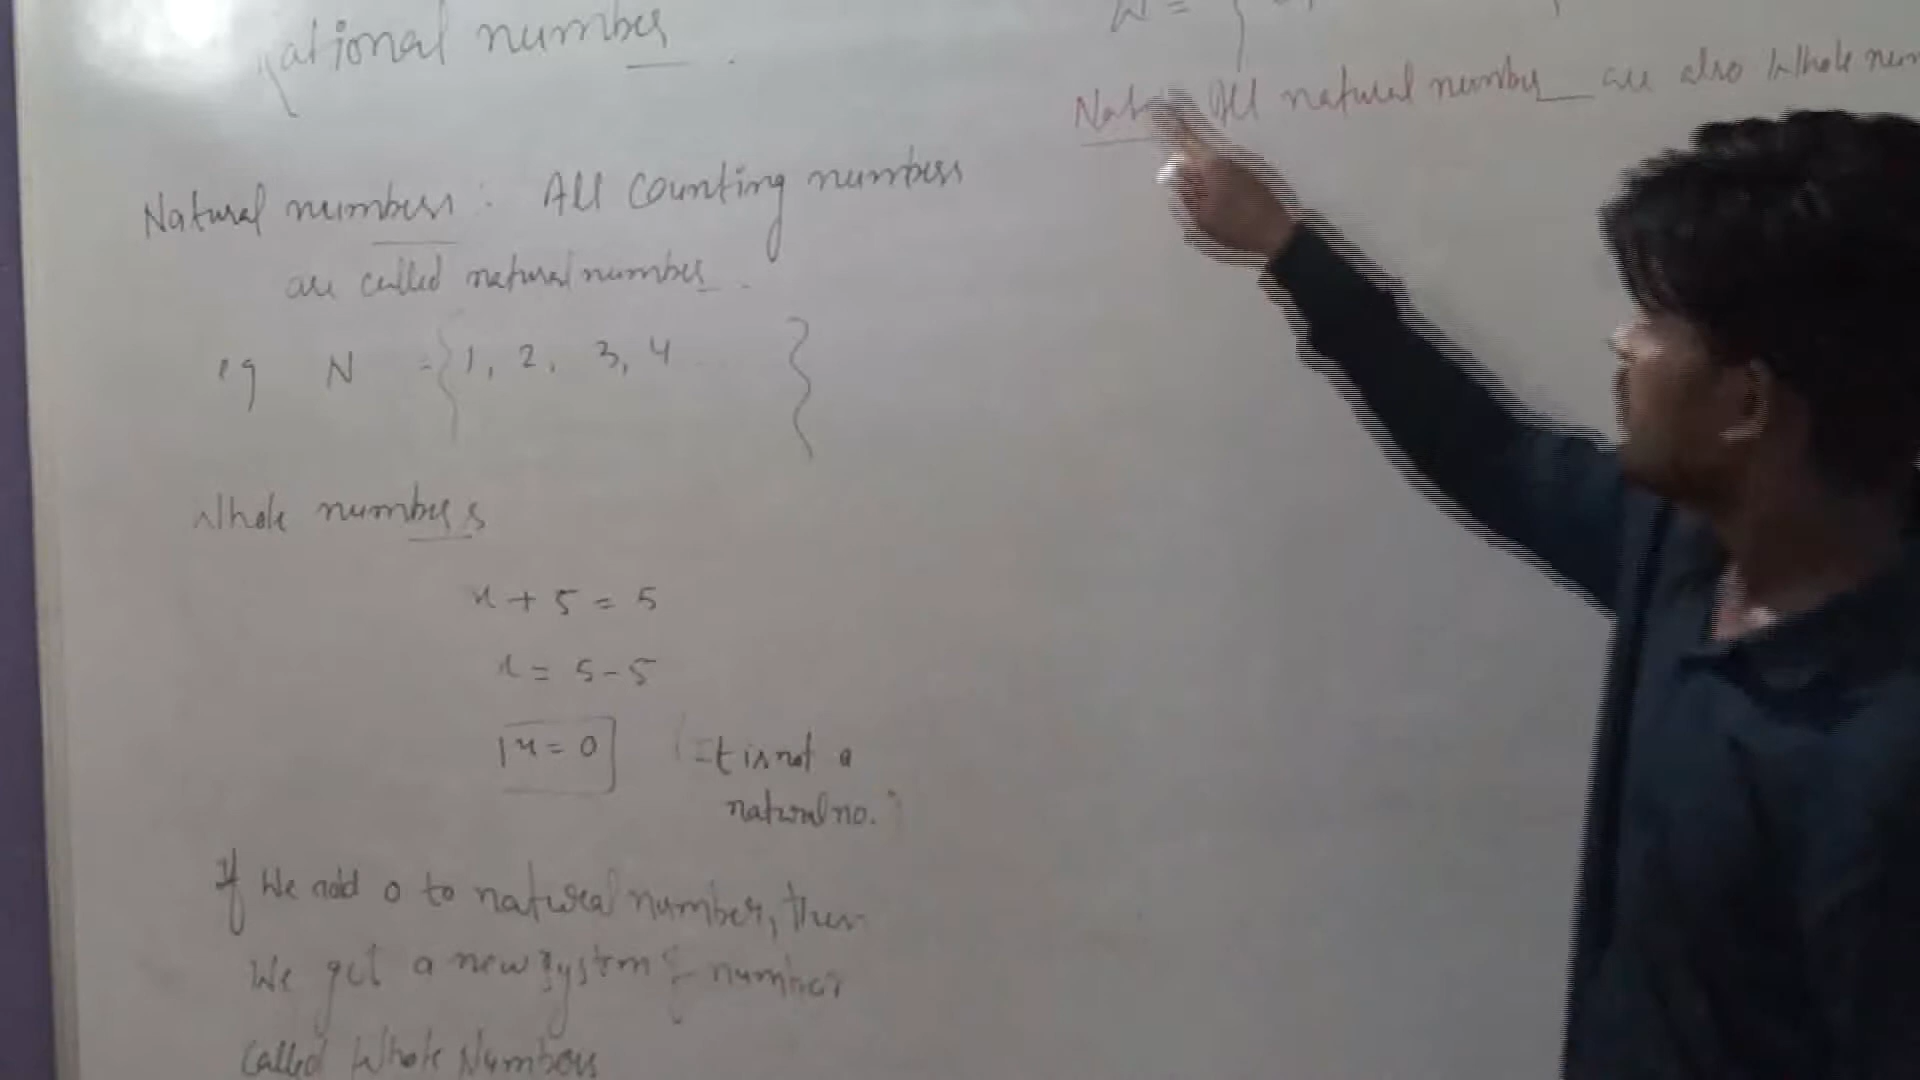 rational number.
Natural numbers : All Counting numbers
are called natural numbers.
eg N = {1, 2, 3, 4 }
Whole numbers
x + 5 = 5
x = 5 - 5
x = 0 (It is not a
natural no.)
If We add 0 to natural number, then
We get a new system of number
called Whole Numbers
W = {
Note All natural numbers are also Whole num